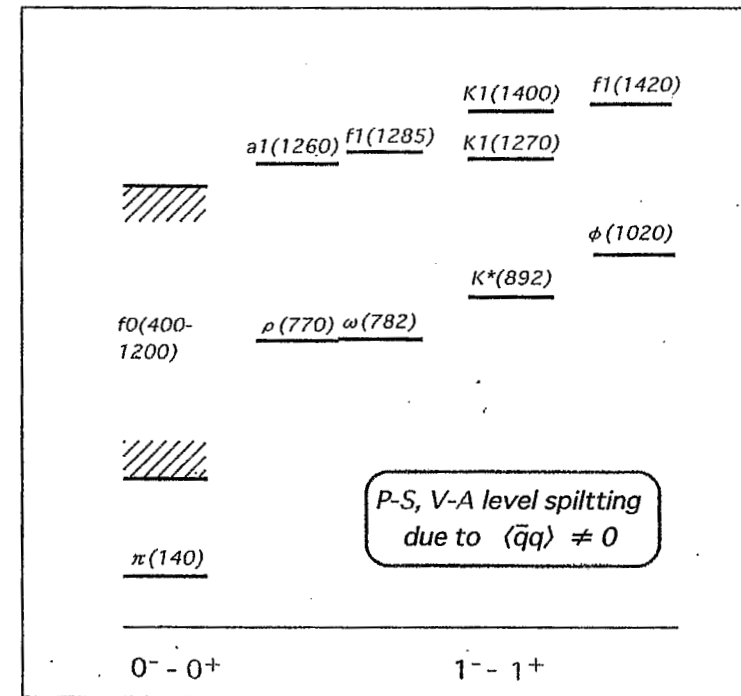 K1(1400)
f1(1420)
a1(1260)
f1(1285)
K1(1270)
ϕ(1020)
K*(892)
f0(400-
1200)
ρ(770)
ω(782)
P-S, V-A level spiltting
due to ⟨q̄q⟩ ≠ 0
π(140)
0⁻ - 0⁺
1⁻ - 1⁺